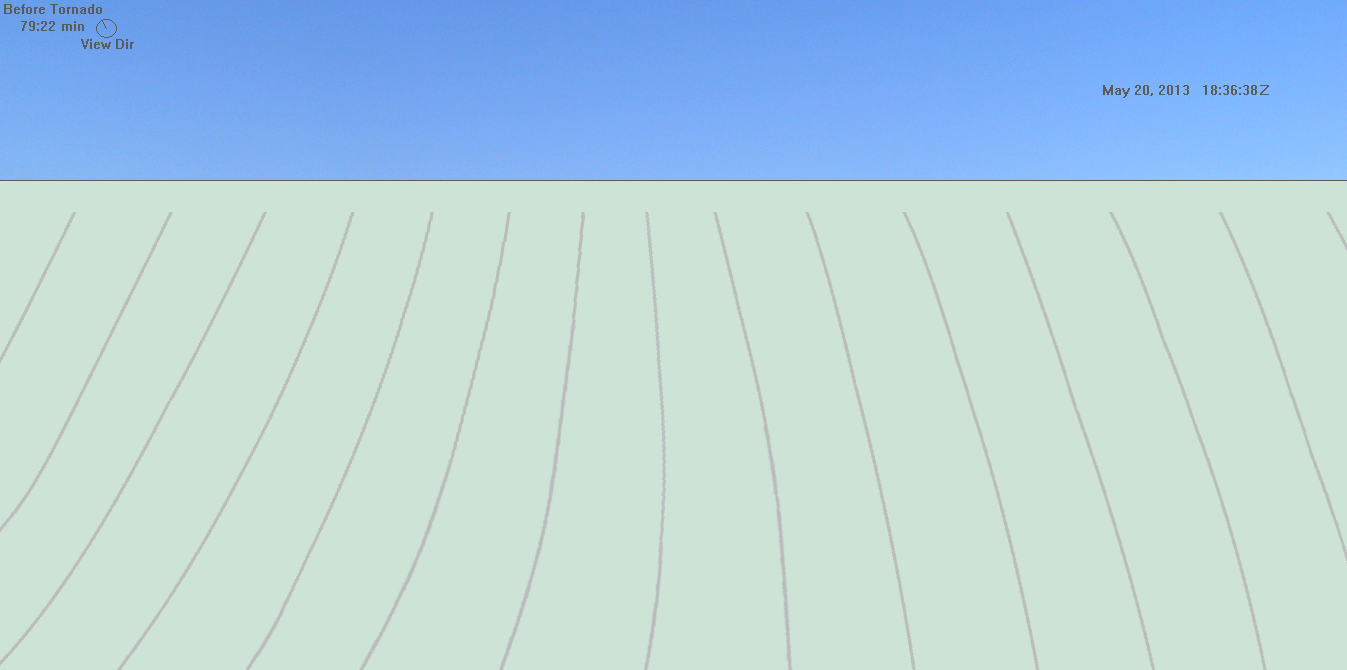 Before Tornado
79:22 min
View Dir
May 20, 2013 18:36:38Z